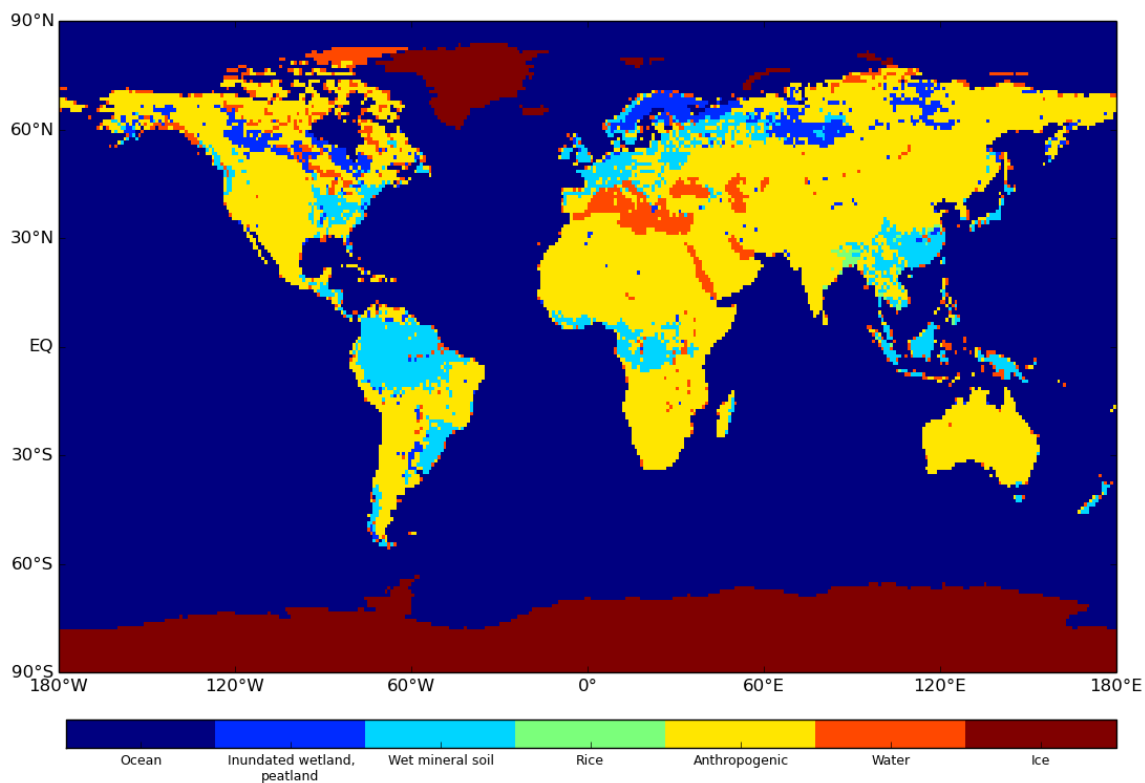 90°N
60°N
30°N
EQ
30°S
60°S
90°S
180°W 120°W 60°W 0° 60°E 120°E 180°E
Ocean Inundated wetland, Wet mineral soil Rice Anthropogenic Water Ice
peatland